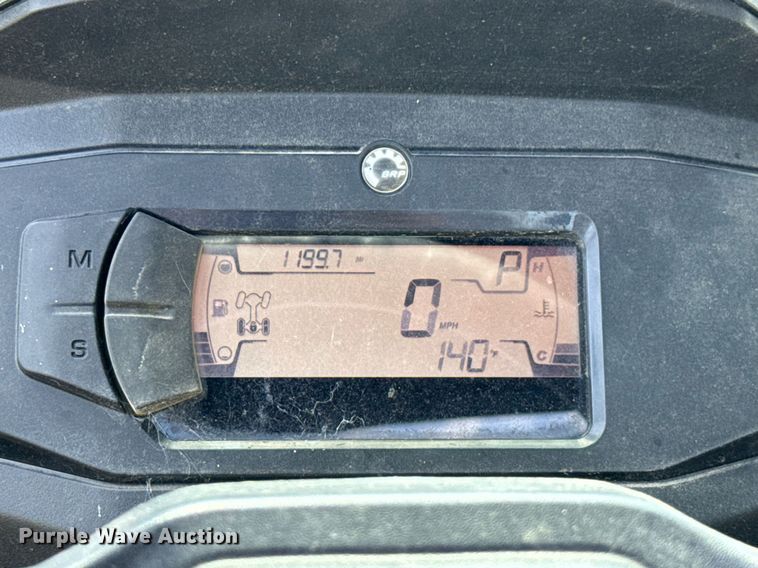 BRP
M
1199.7 MI
P
H
0
MPH
S
140 °F
C
Purple Wave Auction